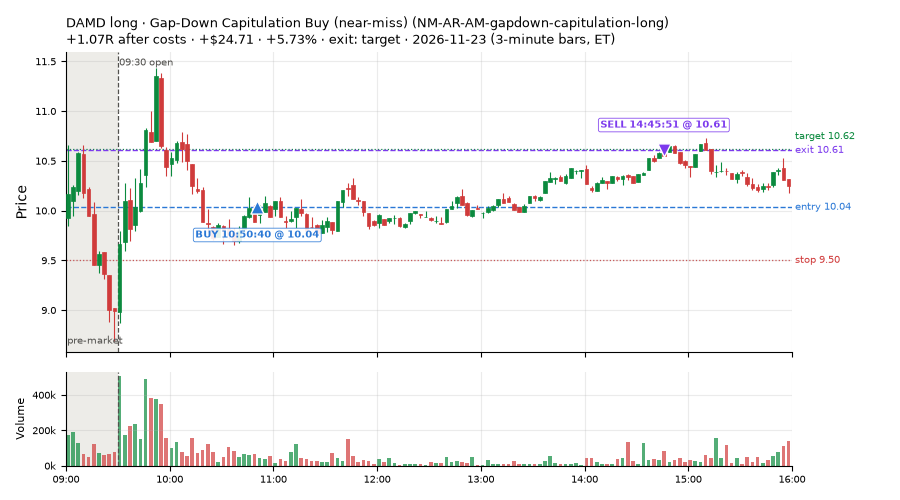 DAMD long · Gap-Down Capitulation Buy (near-miss) (NM-AR-AM-gapdown-capitulation-long)
+1.07R after costs · +$24.71 · +5.73% · exit: target · 2026-11-23 (3-minute bars, ET)
09:30 open
11.5
11.0
10.5
10.0
9.5
9.0
Price
SELL 14:45:51 @ 10.61
BUY 10:50:40 @ 10.04
target 10.62
exit 10.61
entry 10.04
stop 9.50
pre-market
400k
200k
0k
Volume
09:00
10:00
11:00
12:00
13:00
14:00
15:00
16:00